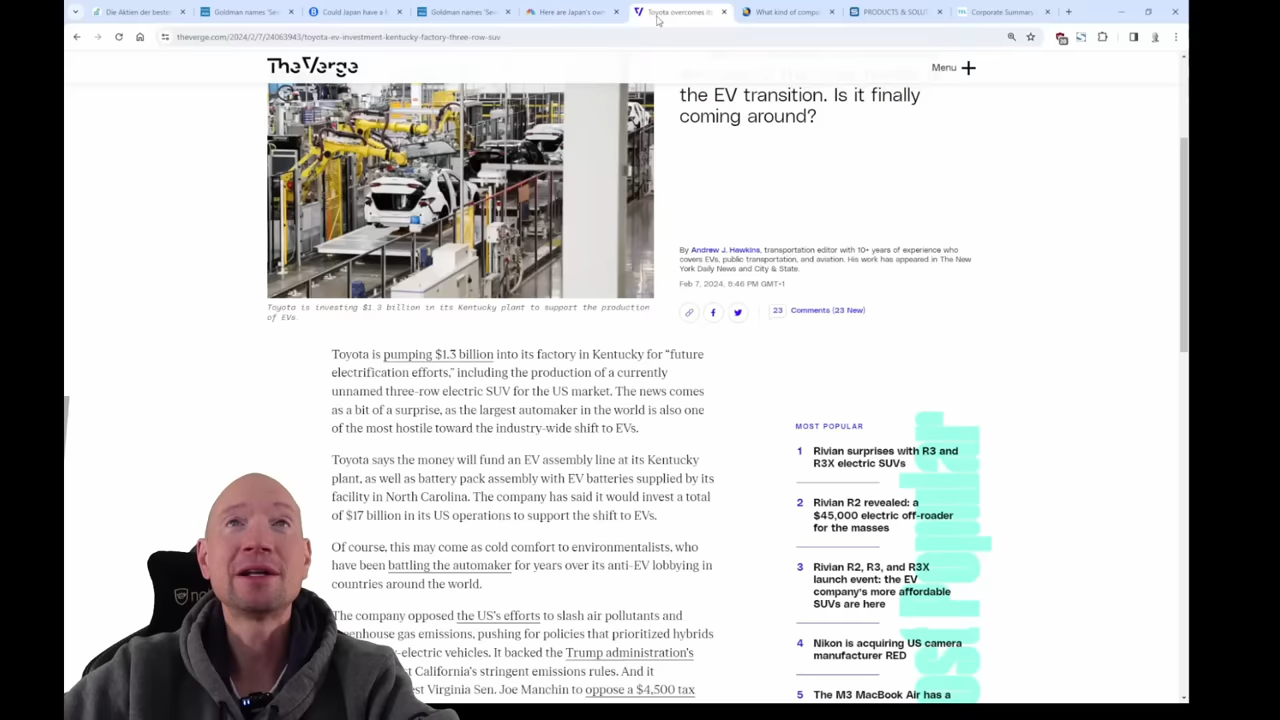 Die Aktien der beste
Goldman names 'Sev
Could Japan have a l
Goldman names 'Sev
Here are Japan's own
Toyota overcomes its
What kind of compa
PRODUCTS & SOLU
Corporate Summary
theverge.com/2024/2/7/24063943/toyota-ev-investment-kentucky-factory-three-row-suv
The Verge
Menu
the EV transition. Is it finally
coming around?
By Andrew J. Hawkins, transportation editor with 10+ years of experience who
covers EVs, public transportation, and aviation. His work has appeared in The New
York Daily News and City & State.
Feb 7, 2024, 8:46 PM GMT+1
23 Comments (23 New)
Toyota is investing $1.3 billion in its Kentucky plant to support the production
of EVs.
Toyota is pumping $1.3 billion into its factory in Kentucky for “future
electrification efforts,” including the production of a currently
unnamed three-row electric SUV for the US market. The news comes
as a bit of a surprise, as the largest automaker in the world is also one
of the most hostile toward the industry-wide shift to EVs.
Toyota says the money will fund an EV assembly line at its Kentucky
plant, as well as battery pack assembly with EV batteries supplied by its
facility in North Carolina. The company has said it would invest a total
of $17 billion in its US operations to support the shift to EVs.
Of course, this may come as cold comfort to environmentalists, who
have been battling the automaker for years over its anti-EV lobbying in
countries around the world.
The company opposed the US’s efforts to slash air pollutants and
greenhouse gas emissions, pushing for policies that prioritized hybrids
-electric vehicles. It backed the Trump administration’s
t California’s stringent emissions rules. And it
est Virginia Sen. Joe Manchin to oppose a $4,500 tax
MOST POPULAR
1 Rivian surprises with R3 and
R3X electric SUVs
2 Rivian R2 revealed: a
$45,000 electric off-roader
for the masses
3 Rivian R2, R3, and R3X
launch event: the EV
company’s more affordable
SUVs are here
4 Nikon is acquiring US camera
manufacturer RED
5 The M3 MacBook Air has a